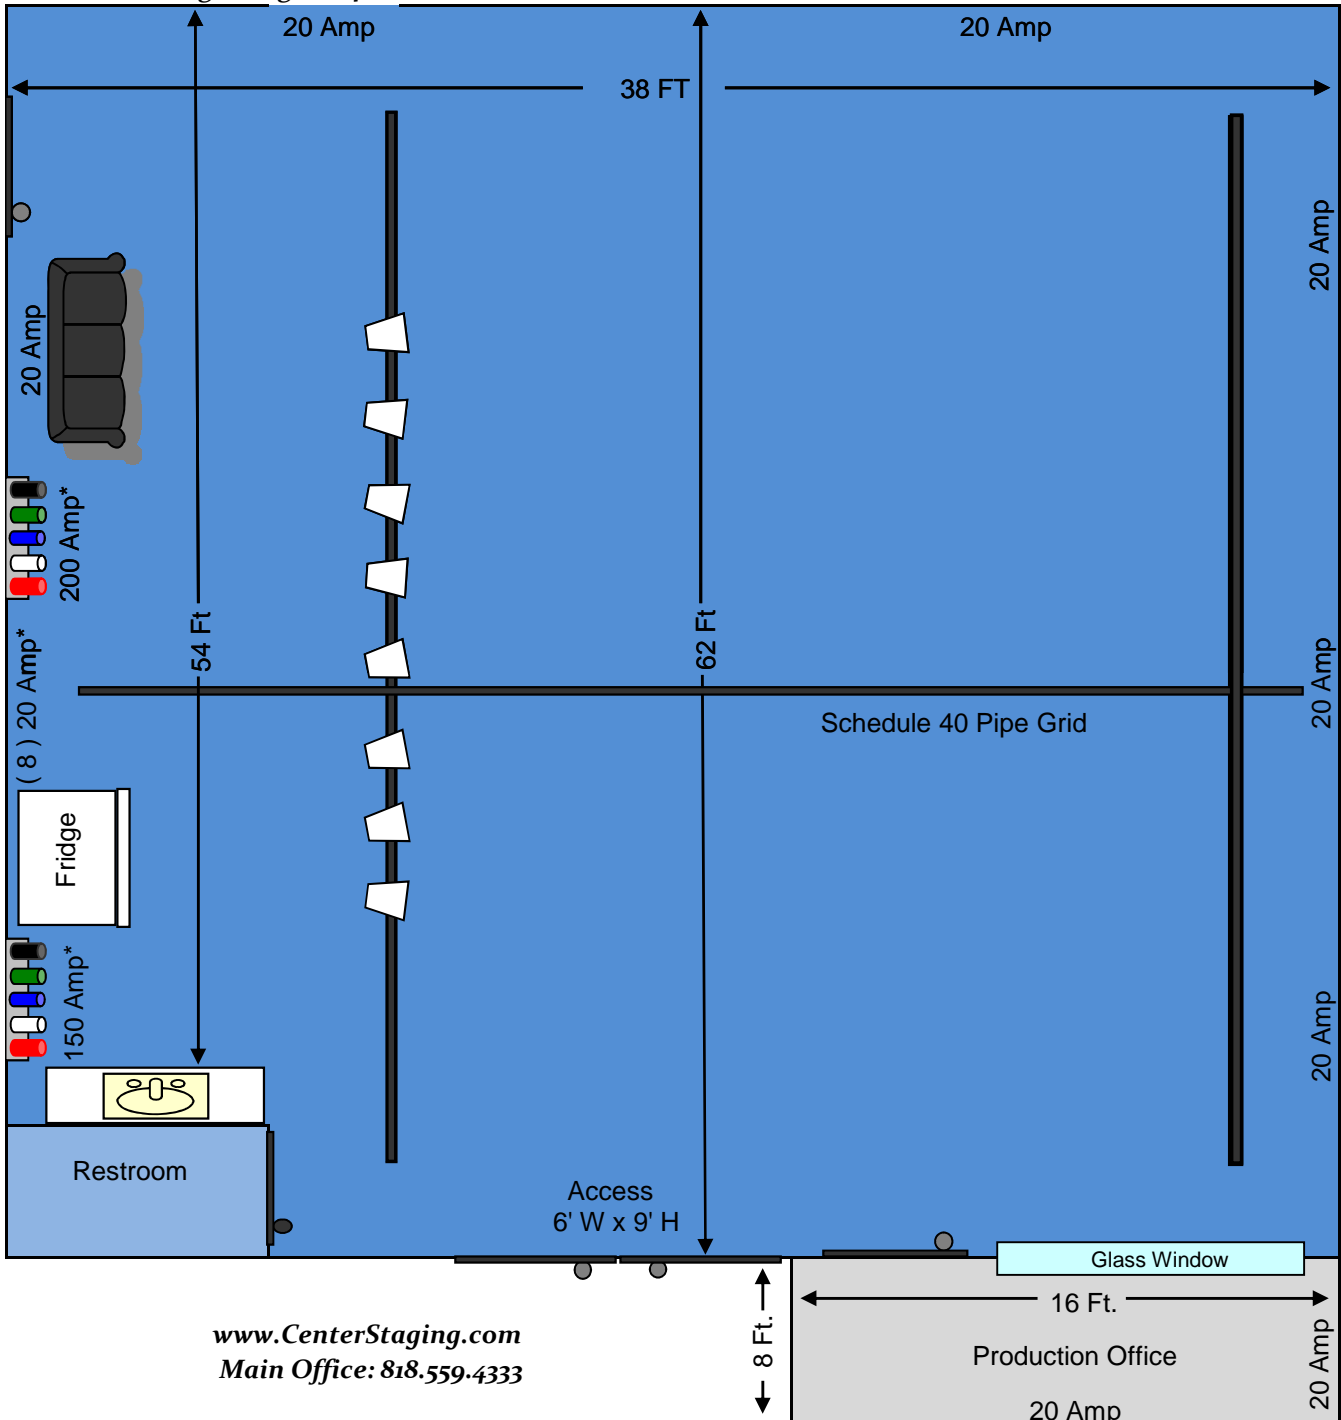 20 Amp
20 Amp
38 FT
20 Amp
20 Amp
200 Amp*
54 Ft
62 Ft
( 8 ) 20 Amp*
20 Amp
Schedule 40 Pipe Grid
Fridge
150 Amp*
20 Amp
Restroom
Access
6' W x 9' H
Glass Window
16 Ft.
8 Ft.
www.CenterStaging.com
Main Office: 818.559.4333
Production Office
20 Amp
20 Amp